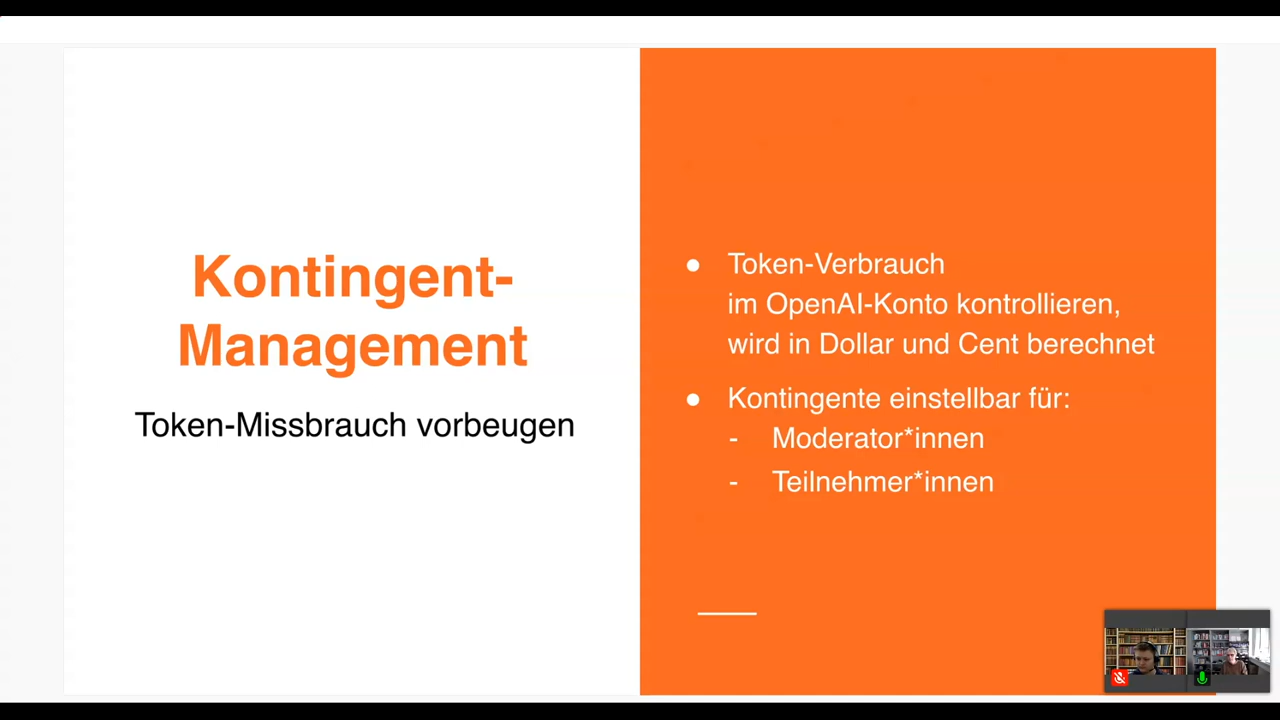 Kontingent-
Management
Token-Missbrauch vorbeugen
● Token-Verbrauch
im OpenAI-Konto kontrollieren,
wird in Dollar und Cent berechnet
● Kontingente einstellbar für:
- Moderator*innen
- Teilnehmer*innen